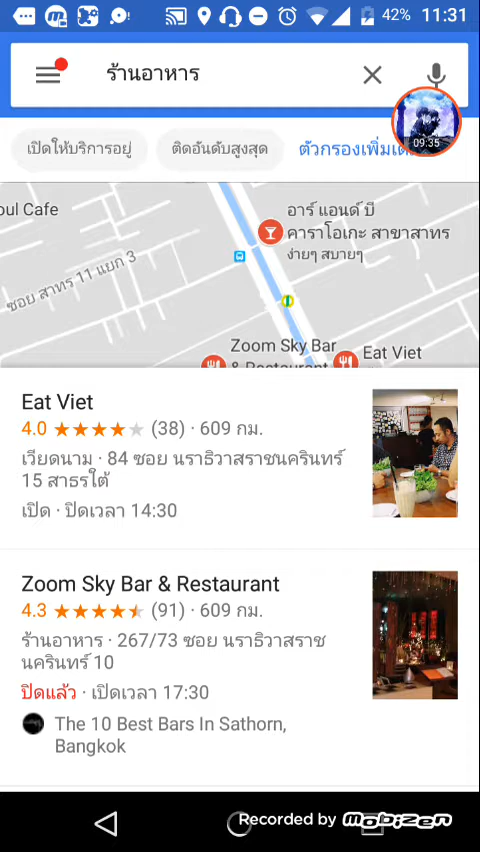 42% 11:31
ร้านอาหาร
09:35
เปิดให้บริการอยู่
ติดอันดับสูงสุด
ตัวกรองเพิ่มเติม
oul Cafe
อาร์ แอนด์ บี
คาราโอเกะ สาขาสาทร
ง่ายๆ สบายๆ
ซอย สาทร 11 แยก 3
Zoom Sky Bar
& Restaurant
Eat Viet
Eat Viet
4.0 (38) · 609 กม.
เวียดนาม · 84 ซอย นราธิวาสราชนครินทร์
15 สาธรใต้
เปิด · ปิดเวลา 14:30
Zoom Sky Bar & Restaurant
4.3 (91) · 609 กม.
ร้านอาหาร · 267/73 ซอย นราธิวาสราช
นครินทร์ 10
ปิดแล้ว · เปิดเวลา 17:30
The 10 Best Bars In Sathorn,
Bangkok
Recorded by Mobizen